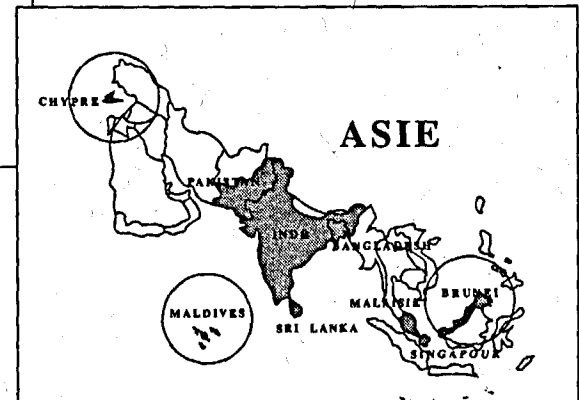 ASIE
CHYPRE
PAKISTAN
INDE
BANGLADESH
MALDIVES
BRUNEI
MALAISIE
SRI LANKA
SINGAPOUR